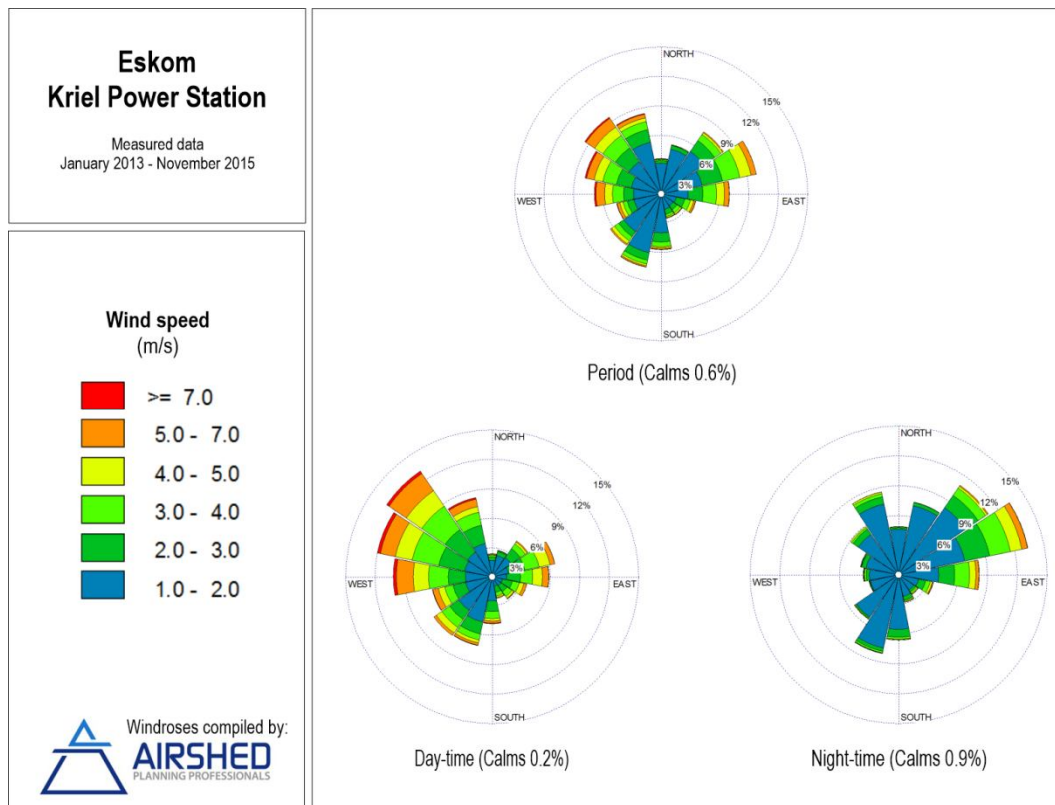 Eskom
Kriel Power Station
Measured data
January 2013 - November 2015
Wind speed
(m/s)
>= 7.0
5.0 - 7.0
4.0 - 5.0
3.0 - 4.0
2.0 - 3.0
1.0 - 2.0
Windroses compiled by:
AIRSHED
PLANNING PROFESSIONALS
NORTH
15%
12%
9%
6%
3%
WEST
EAST
SOUTH
Period (Calms 0.6%)
NORTH
15%
12%
9%
6%
3%
WEST
EAST
SOUTH
Day-time (Calms 0.2%)
NORTH
15%
12%
9%
6%
3%
WEST
EAST
SOUTH
Night-time (Calms 0.9%)